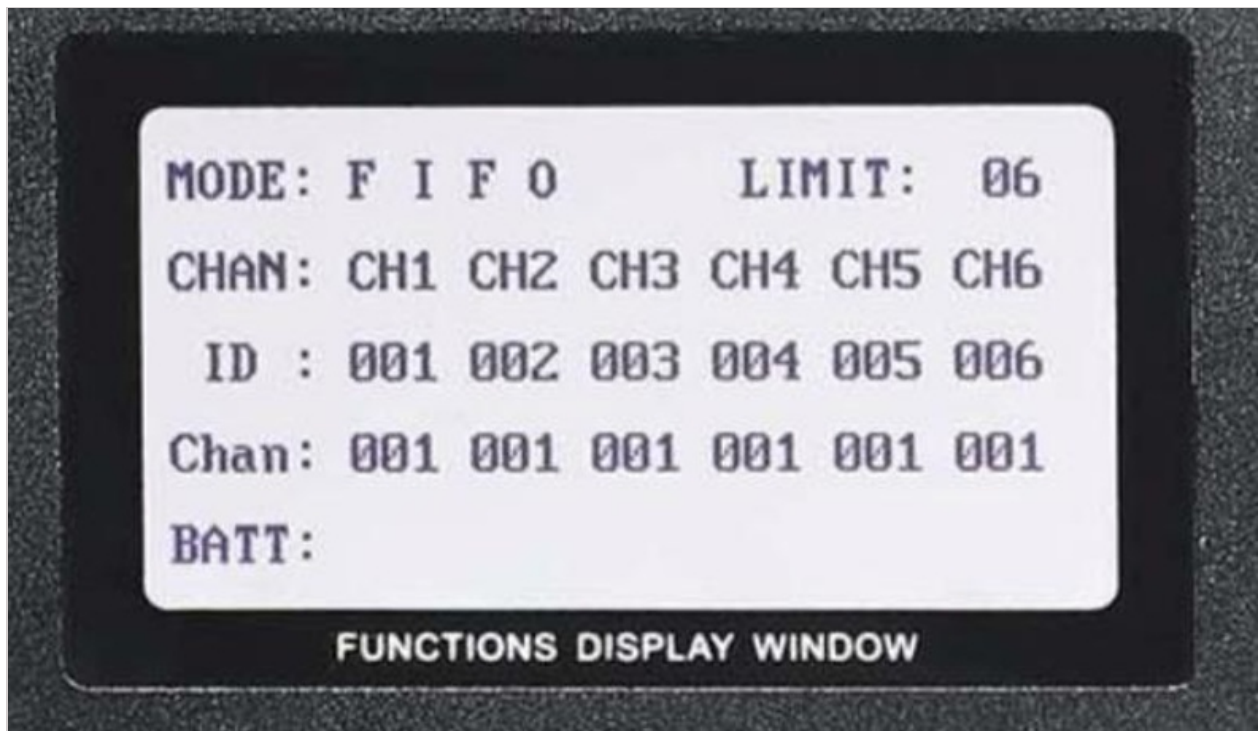 MODE: F I F O LIMIT: 06
CHAN: CH1 CH2 CH3 CH4 CH5 CH6
ID : 001 002 003 004 005 006
Chan: 001 001 001 001 001 001
BATT:
FUNCTIONS DISPLAY WINDOW